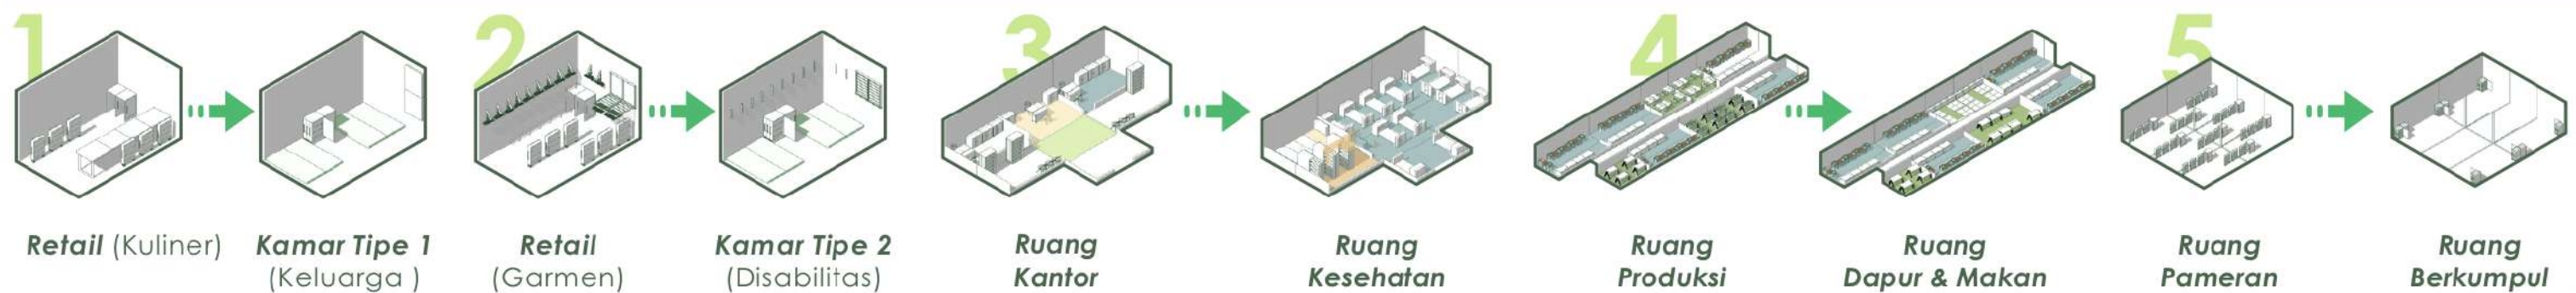 1
2
3
4
5
Retail (Kuliner)
Kamar Tipe 1
(Keluarga )
Retail
(Garmen)
Kamar Tipe 2
(Disabilitas)
Ruang
Kantor
Ruang
Kesehatan
Ruang
Produksi
Ruang
Dapur & Makan
Ruang
Pameran
Ruang
Berkumpul